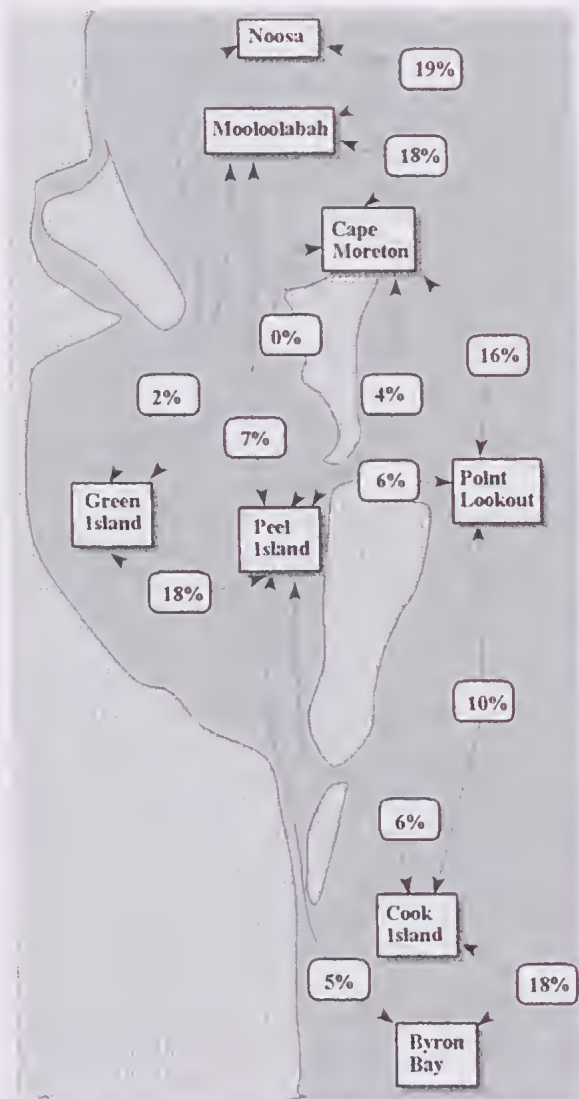 Noosa
19%
Mooloolabah
18%
Cape
Moreton
0%
16%
2%
4%
7%
6%
Point
Lookout
Green
Island
Peel
Island
18%
10%
6%
Cook
Island
5%
18%
Byron
Bay